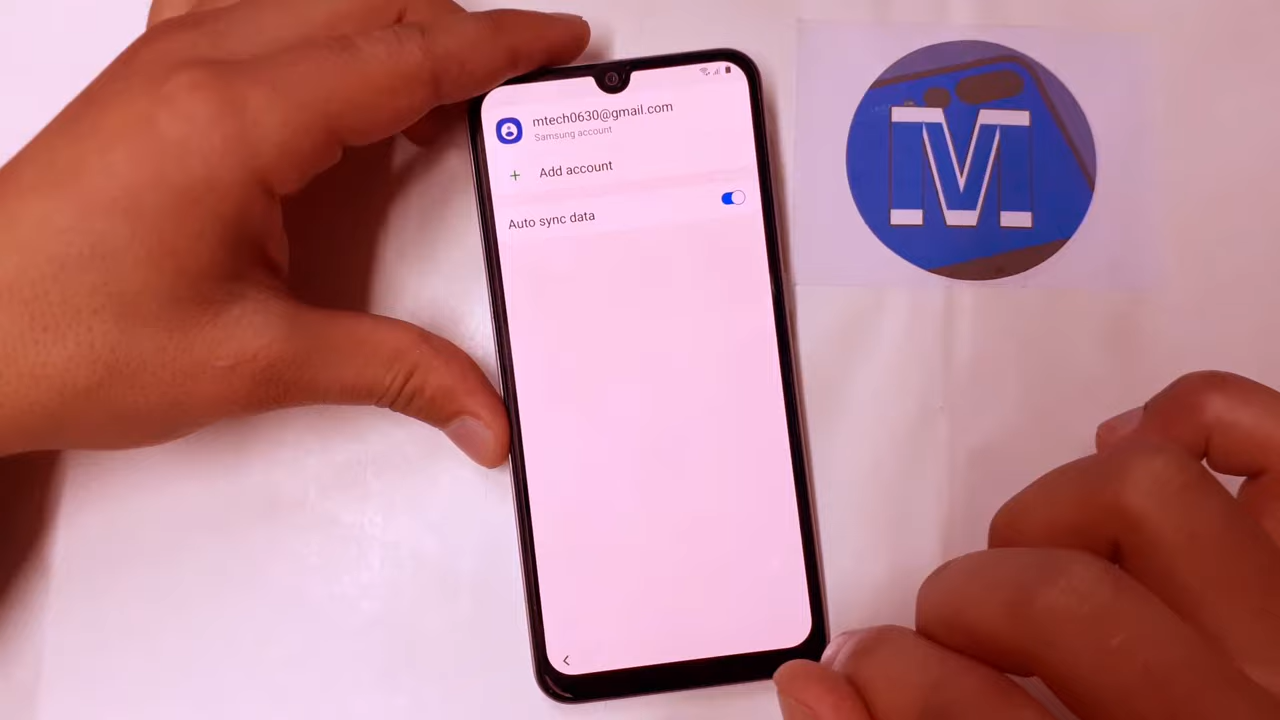 mtech0630@gmail.com
Samsung account
+ Add account
Auto sync data
M